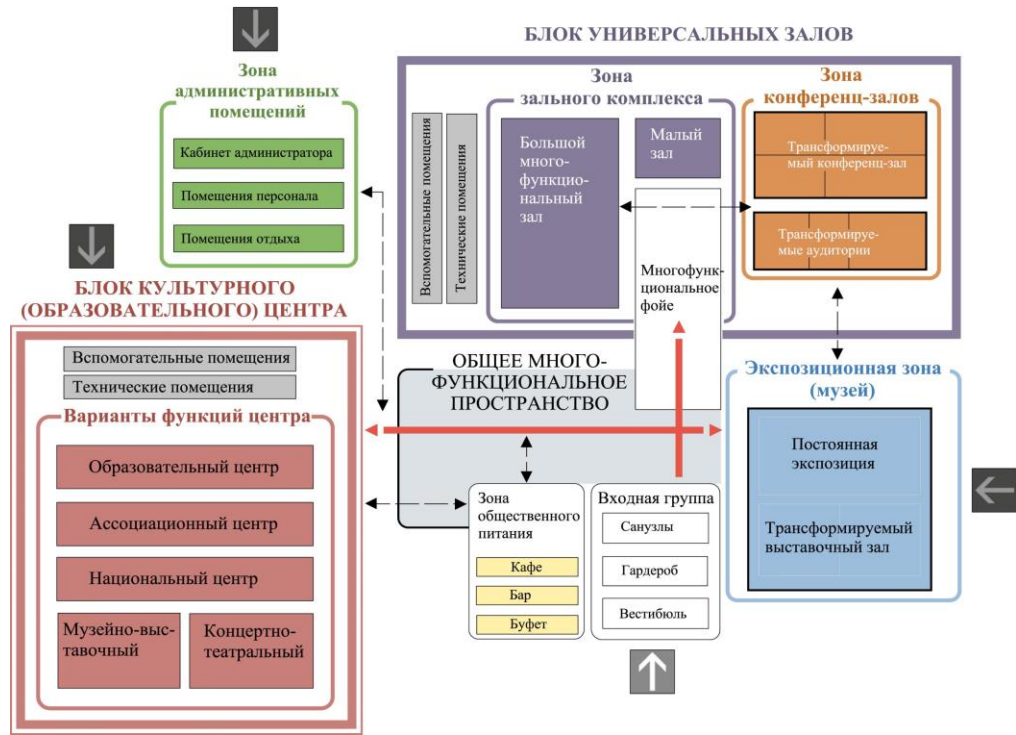 БЛОК УНИВЕРСАЛЬНЫХ ЗАЛОВ
Зона
административных
помещений
Кабинет администратора
Помещения персонала
Помещения отдыха
Вспомогательные помещения
Технические помещения
Зона
зального комплекса
Большой
много-
функцио-
нальный
зал
Малый
зал
Многофунк-
циональное
фойе
Зона
конференц-залов
Трансформируе-
мый конференц-зал
Трансформируе-
мые аудитории
БЛОК КУЛЬТУРНОГО
(ОБРАЗОВАТЕЛЬНОГО) ЦЕНТРА
Вспомогательные помещения
Технические помещения
Варианты функций центра
Образовательный центр
Ассоциационный центр
Национальный центр
Музейно-выс-
тавочный
Концертно-
театральный
ОБЩЕЕ МНОГО-
ФУНКЦИОНАЛЬНОЕ
ПРОСТРАНСТВО
Зона
общественного
питания
Кафе
Бар
Буфет
Входная группа
Санузлы
Гардероб
Вестибюль
Экспозиционная зона
(музей)
Постоянная
экспозиция
Трансформируемый
выставочный зал